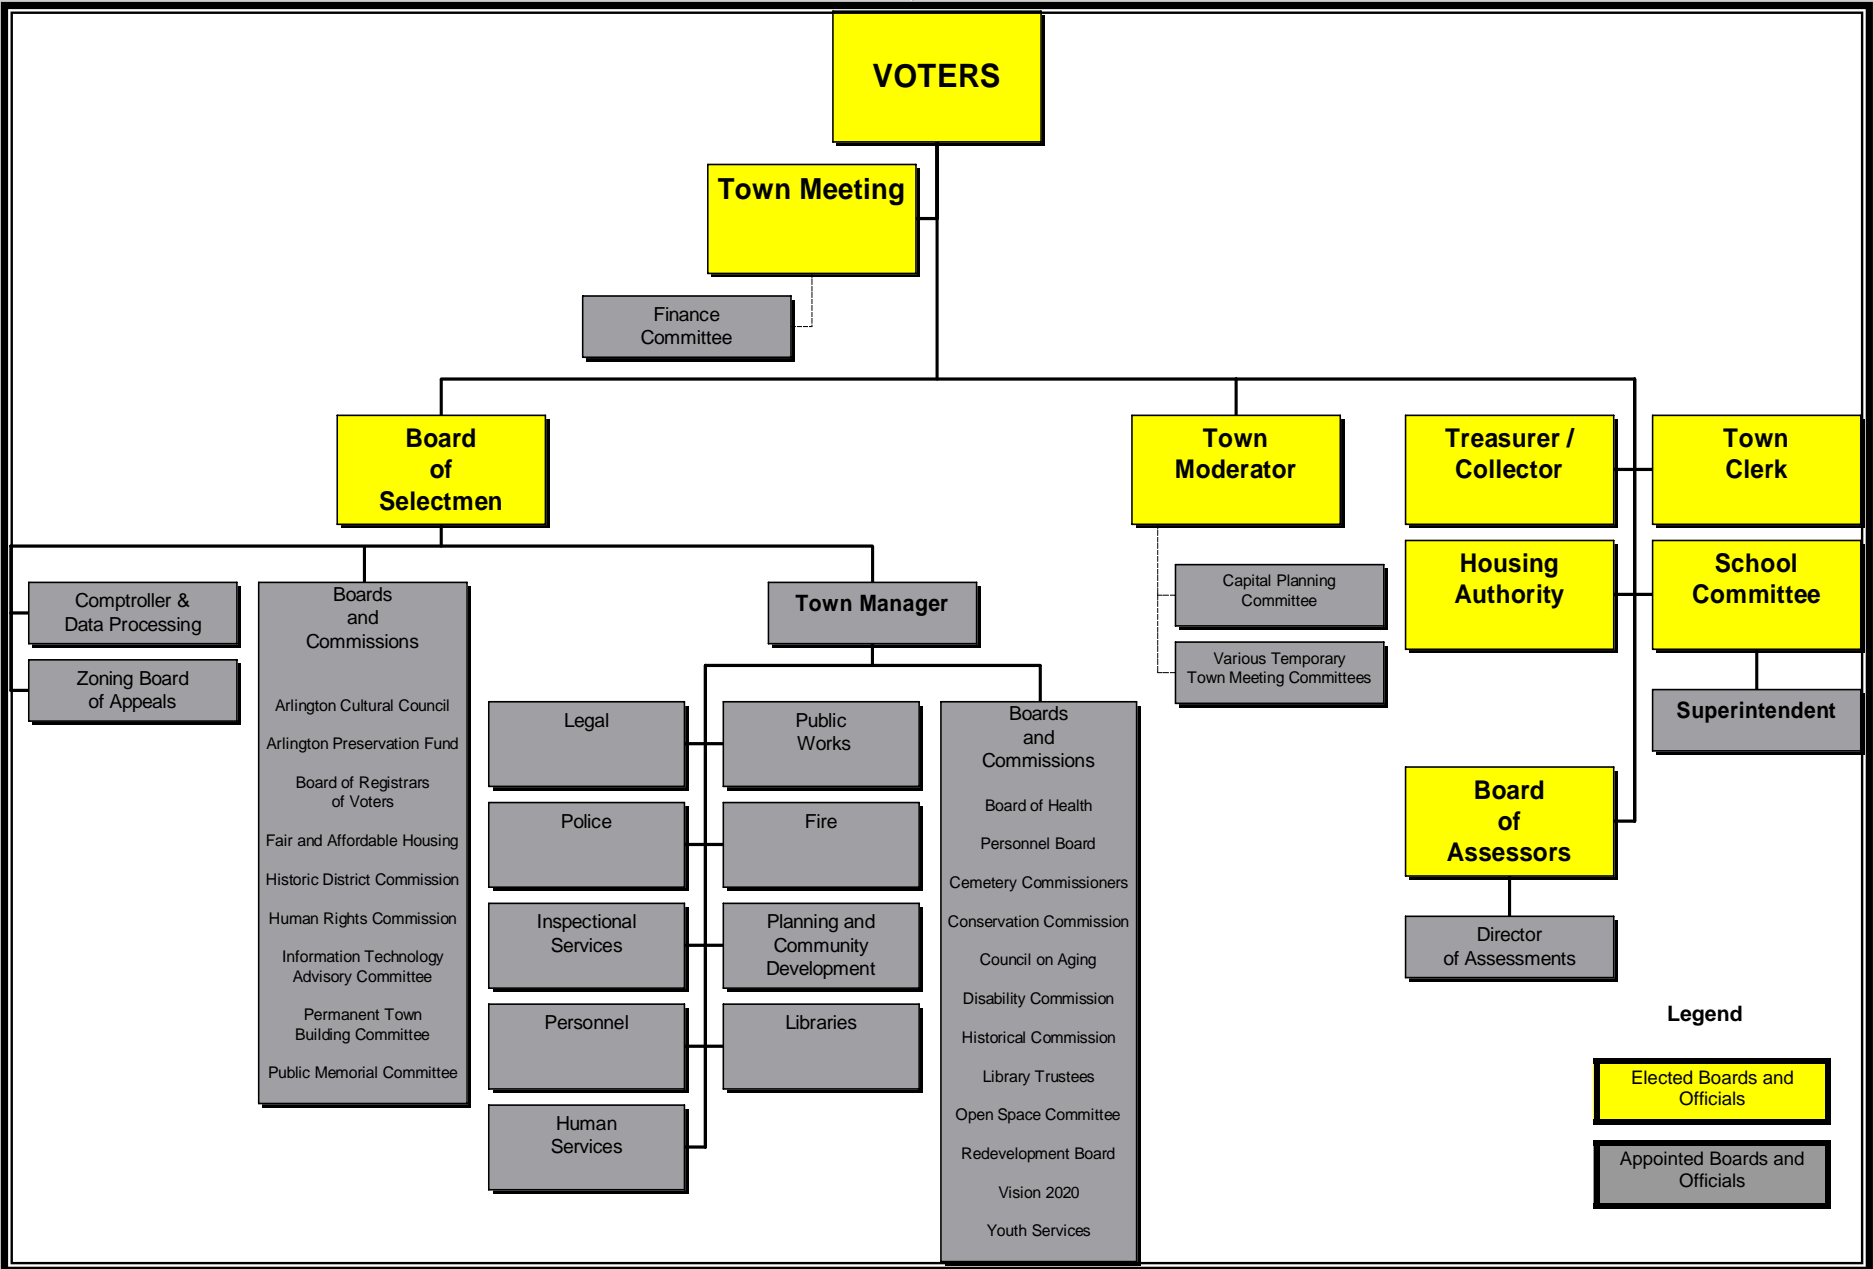 VOTERS
Town Meeting
Finance
Committee
Board
of
Selectmen
Town
Moderator
Treasurer /
Collector
Town
Clerk
Housing
Authority
School
Committee
Comptroller &
Data Processing
Zoning Board
of Appeals
Boards
and
Commissions
Arlington Cultural Council
Arlington Preservation Fund
Board of Registrars
of Voters
Fair and Affordable Housing
Historic District Commission
Human Rights Commission
Information Technology
Advisory Committee
Permanent Town
Building Committee
Public Memorial Committee
Town Manager
Legal
Public
Works
Police
Fire
Inspectional
Services
Planning and
Community
Development
Personnel
Libraries
Human
Services
Boards
and
Commissions
Board of Health
Personnel Board
Cemetery Commissioners
Conservation Commission
Council on Aging
Disability Commission
Historical Commission
Library Trustees
Open Space Committee
Redevelopment Board
Vision 2020
Youth Services
Capital Planning
Committee
Various Temporary
Town Meeting Committees
Superintendent
Board
of
Assessors
Director
of Assessments
Legend
Elected Boards and
Officials
Appointed Boards and
Officials